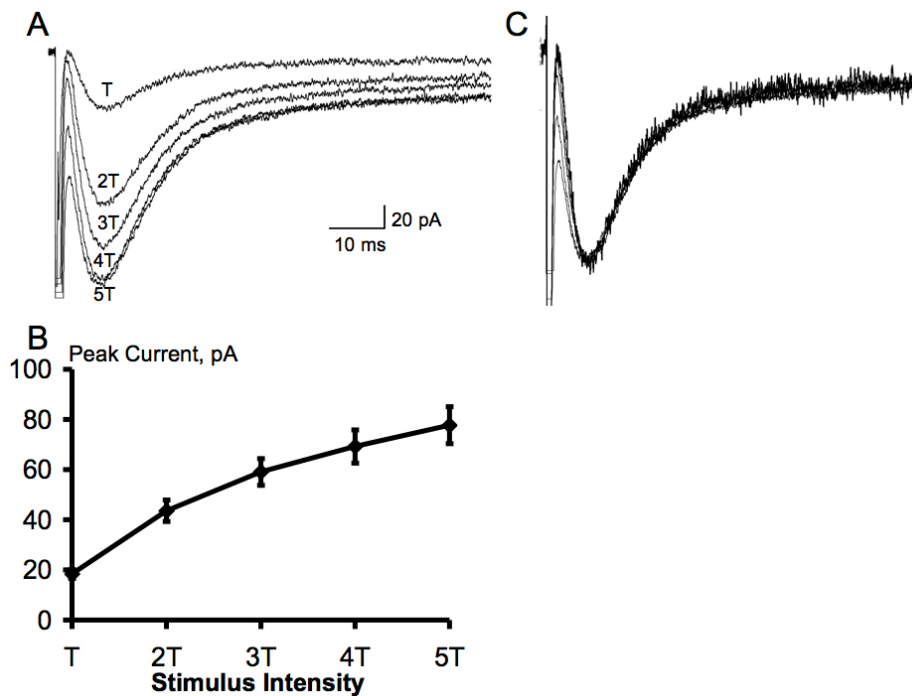 A
C
T
2T
3T
4T
5T
20 pA
10 ms
B
Peak Current, pA
100
80
60
40
20
0
T 2T 3T 4T 5T
Stimulus Intensity